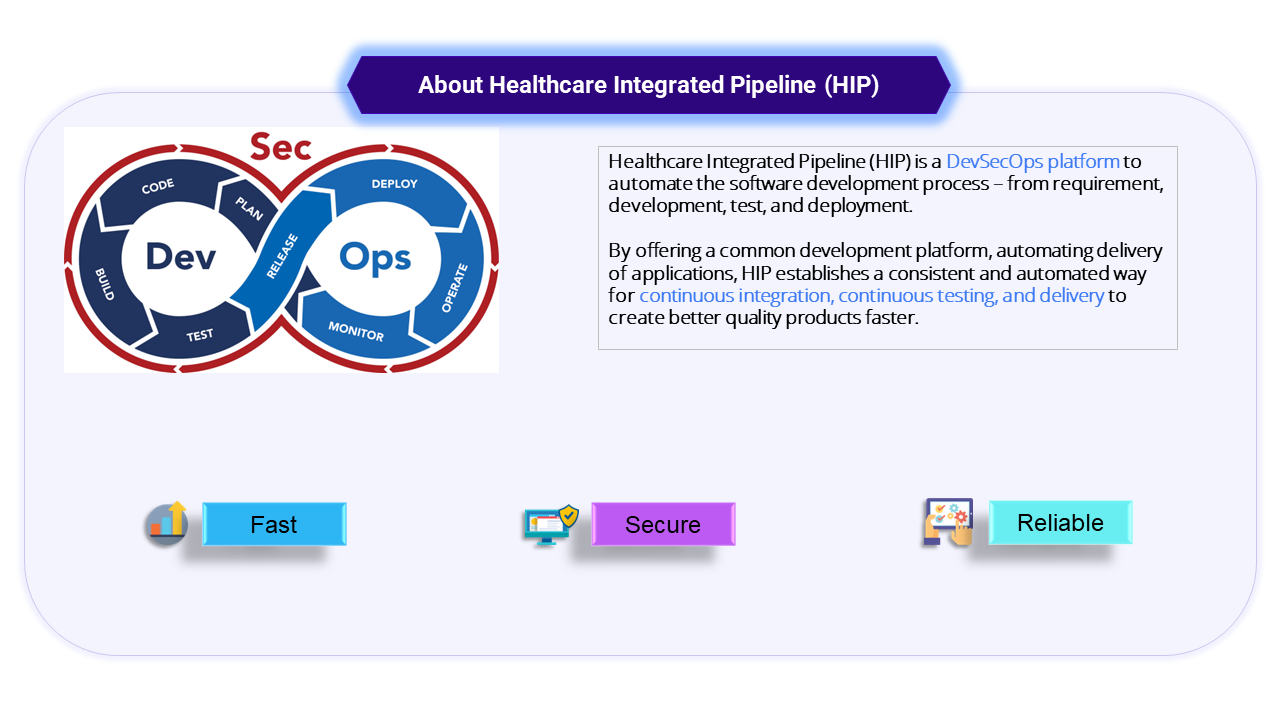 About Healthcare Integrated Pipeline (HIP)
Sec
Dev
Ops
CODE
PLAN
BUILD
TEST
RELEASE
DEPLOY
OPERATE
MONITOR
Healthcare Integrated Pipeline (HIP) is a DevSecOps platform to
automate the software development process – from requirement,
development, test, and deployment.
By offering a common development platform, automating delivery
of applications, HIP establishes a consistent and automated way
for continuous integration, continuous testing, and delivery to
create better quality products faster.
Fast
Secure
Reliable